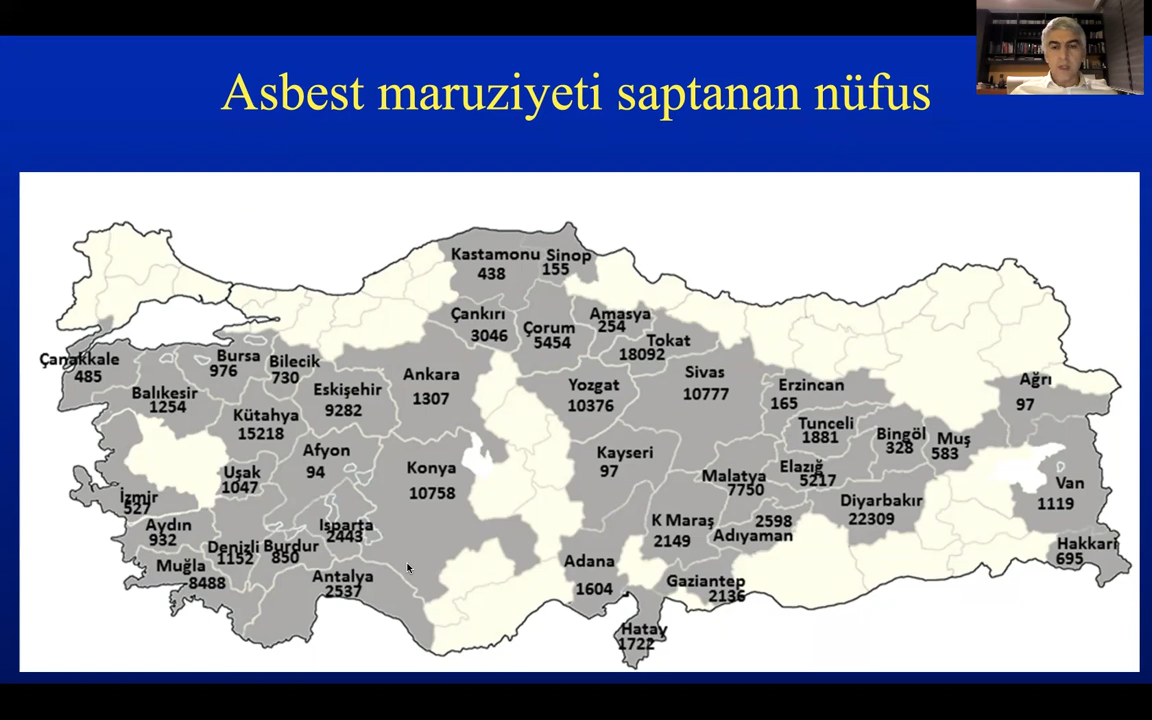 Asbest maruziyeti saptanan nüfus
Kastamonu
438
Sinop
155
Çankırı
3046
Çorum
5454
Amasya
254
Tokat
18092
Çanakkale
485
Bursa
976
Bilecik
730
Balıkesir
1254
Eskişehir
9282
Ankara
1307
Yozgat
10376
Sivas
10777
Erzincan
165
Ağrı
97
Kütahya
15218
Tunceli
1881
Bingöl
328
Muş
583
Afyon
94
Uşak
1047
Konya
10758
Kayseri
97
Malatya
7750
Elazığ
5217
Van
1119
İzmir
527
Diyarbakır
22309
Aydın
932
Isparta
2443
K Maraş
2149
2598
Adıyaman
Denizli
1152
Burdur
850
Hakkari
695
Muğla
8488
Antalya
2537
Adana
1604
Gaziantep
2136
Hatay
1722